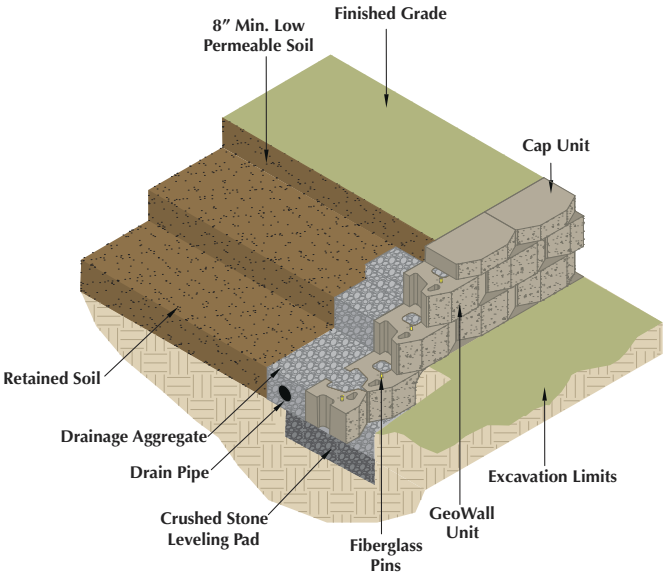 Finished Grade
8” Min. Low
Permeable Soil
Cap Unit
Retained Soil
Drainage Aggregate
Drain Pipe
Crushed Stone
Leveling Pad
Fiberglass
Pins
GeoWall
Unit
Excavation Limits